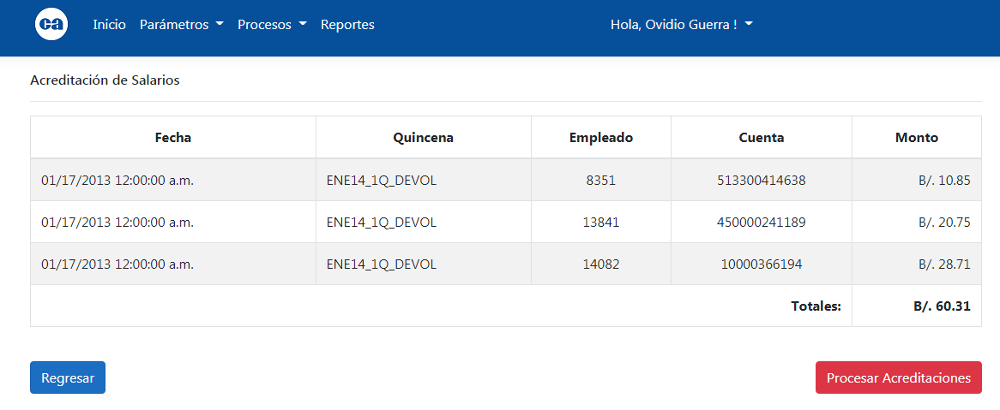 ca Inicio Parámetros Procesos Reportes Hola, Ovidio Guerra !
Acreditación de Salarios
Fecha Quincena Empleado Cuenta Monto
01/17/2013 12:00:00 a.m. ENE14_1Q_DEVOL 8351 513300414638 B/. 10.85
01/17/2013 12:00:00 a.m. ENE14_1Q_DEVOL 13841 450000241189 B/. 20.75
01/17/2013 12:00:00 a.m. ENE14_1Q_DEVOL 14082 10000366194 B/. 28.71
Totales: B/. 60.31
Regresar Procesar Acreditaciones